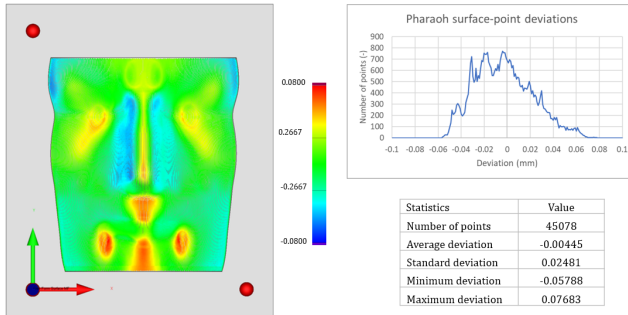 0.0800
0.2667
-0.2667
-0.0800
Pharaoh surface-point deviations
Number of points (-)
900
800
700
600
500
400
300
200
100
0
-0.1 -0.08 -0.06 -0.04 -0.02 0 0.02 0.04 0.06 0.08 0.1
Deviation (mm)
Statistics Value
Number of points 45078
Average deviation -0.00445
Standard deviation 0.02481
Minimum deviation -0.05788
Maximum deviation 0.07683